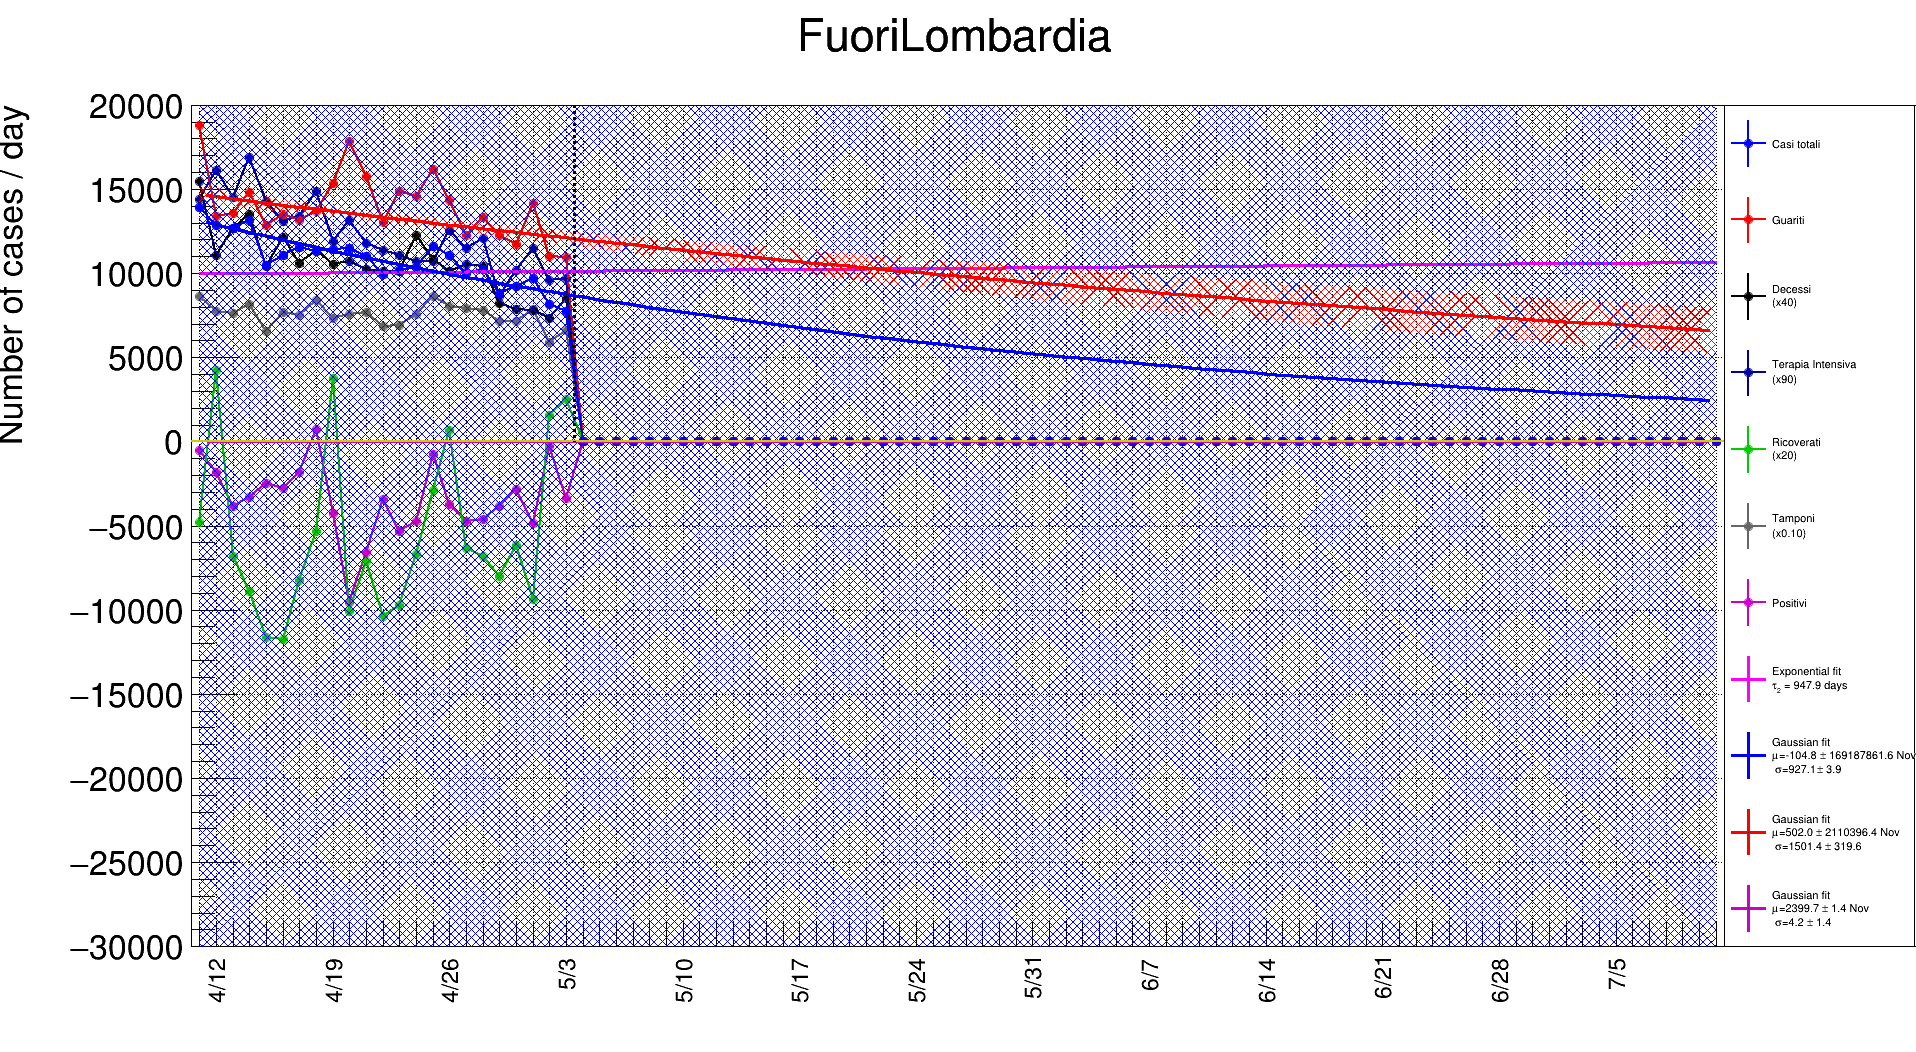 FuoriLombardia
Number of cases / day
20000
15000
10000
5000
0
−5000
−10000
−15000
−20000
−25000
−30000
4/12
4/19
4/26
5/3
5/10
5/17
5/24
5/31
6/7
6/14
6/21
6/28
7/5
Casi totali
Guariti
Decessi
(x40)
Terapia Intensiva
(x90)
Ricoverati
(x20)
Tamponi
(x0.10)
Positivi
Exponential fit
τ2 = 947.9 days
Gaussian fit
μ=-104.8 ± 169187861.6 Nov
σ=927.1± 3.9
Gaussian fit
μ=502.0 ± 2110396.4 Nov
σ=1501.4 ± 319.6
Gaussian fit
μ=2399.7 ± 1.4 Nov
σ=4.2 ± 1.4